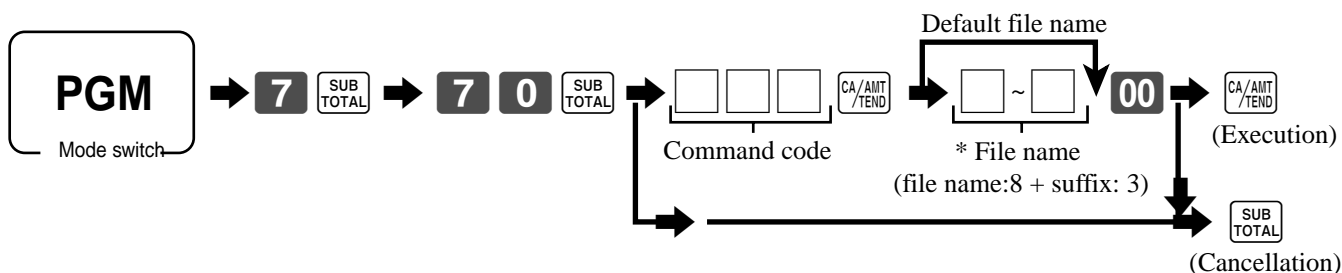 Default file name
PGM
Mode switch
7
SUB
TOTAL
7 0
SUB
TOTAL
CA/AMT
/TEND
~
00
CA/AMT
/TEND
(Execution)
Command code
* File name
(file name:8 + suffix: 3)
SUB
TOTAL
(Cancellation)